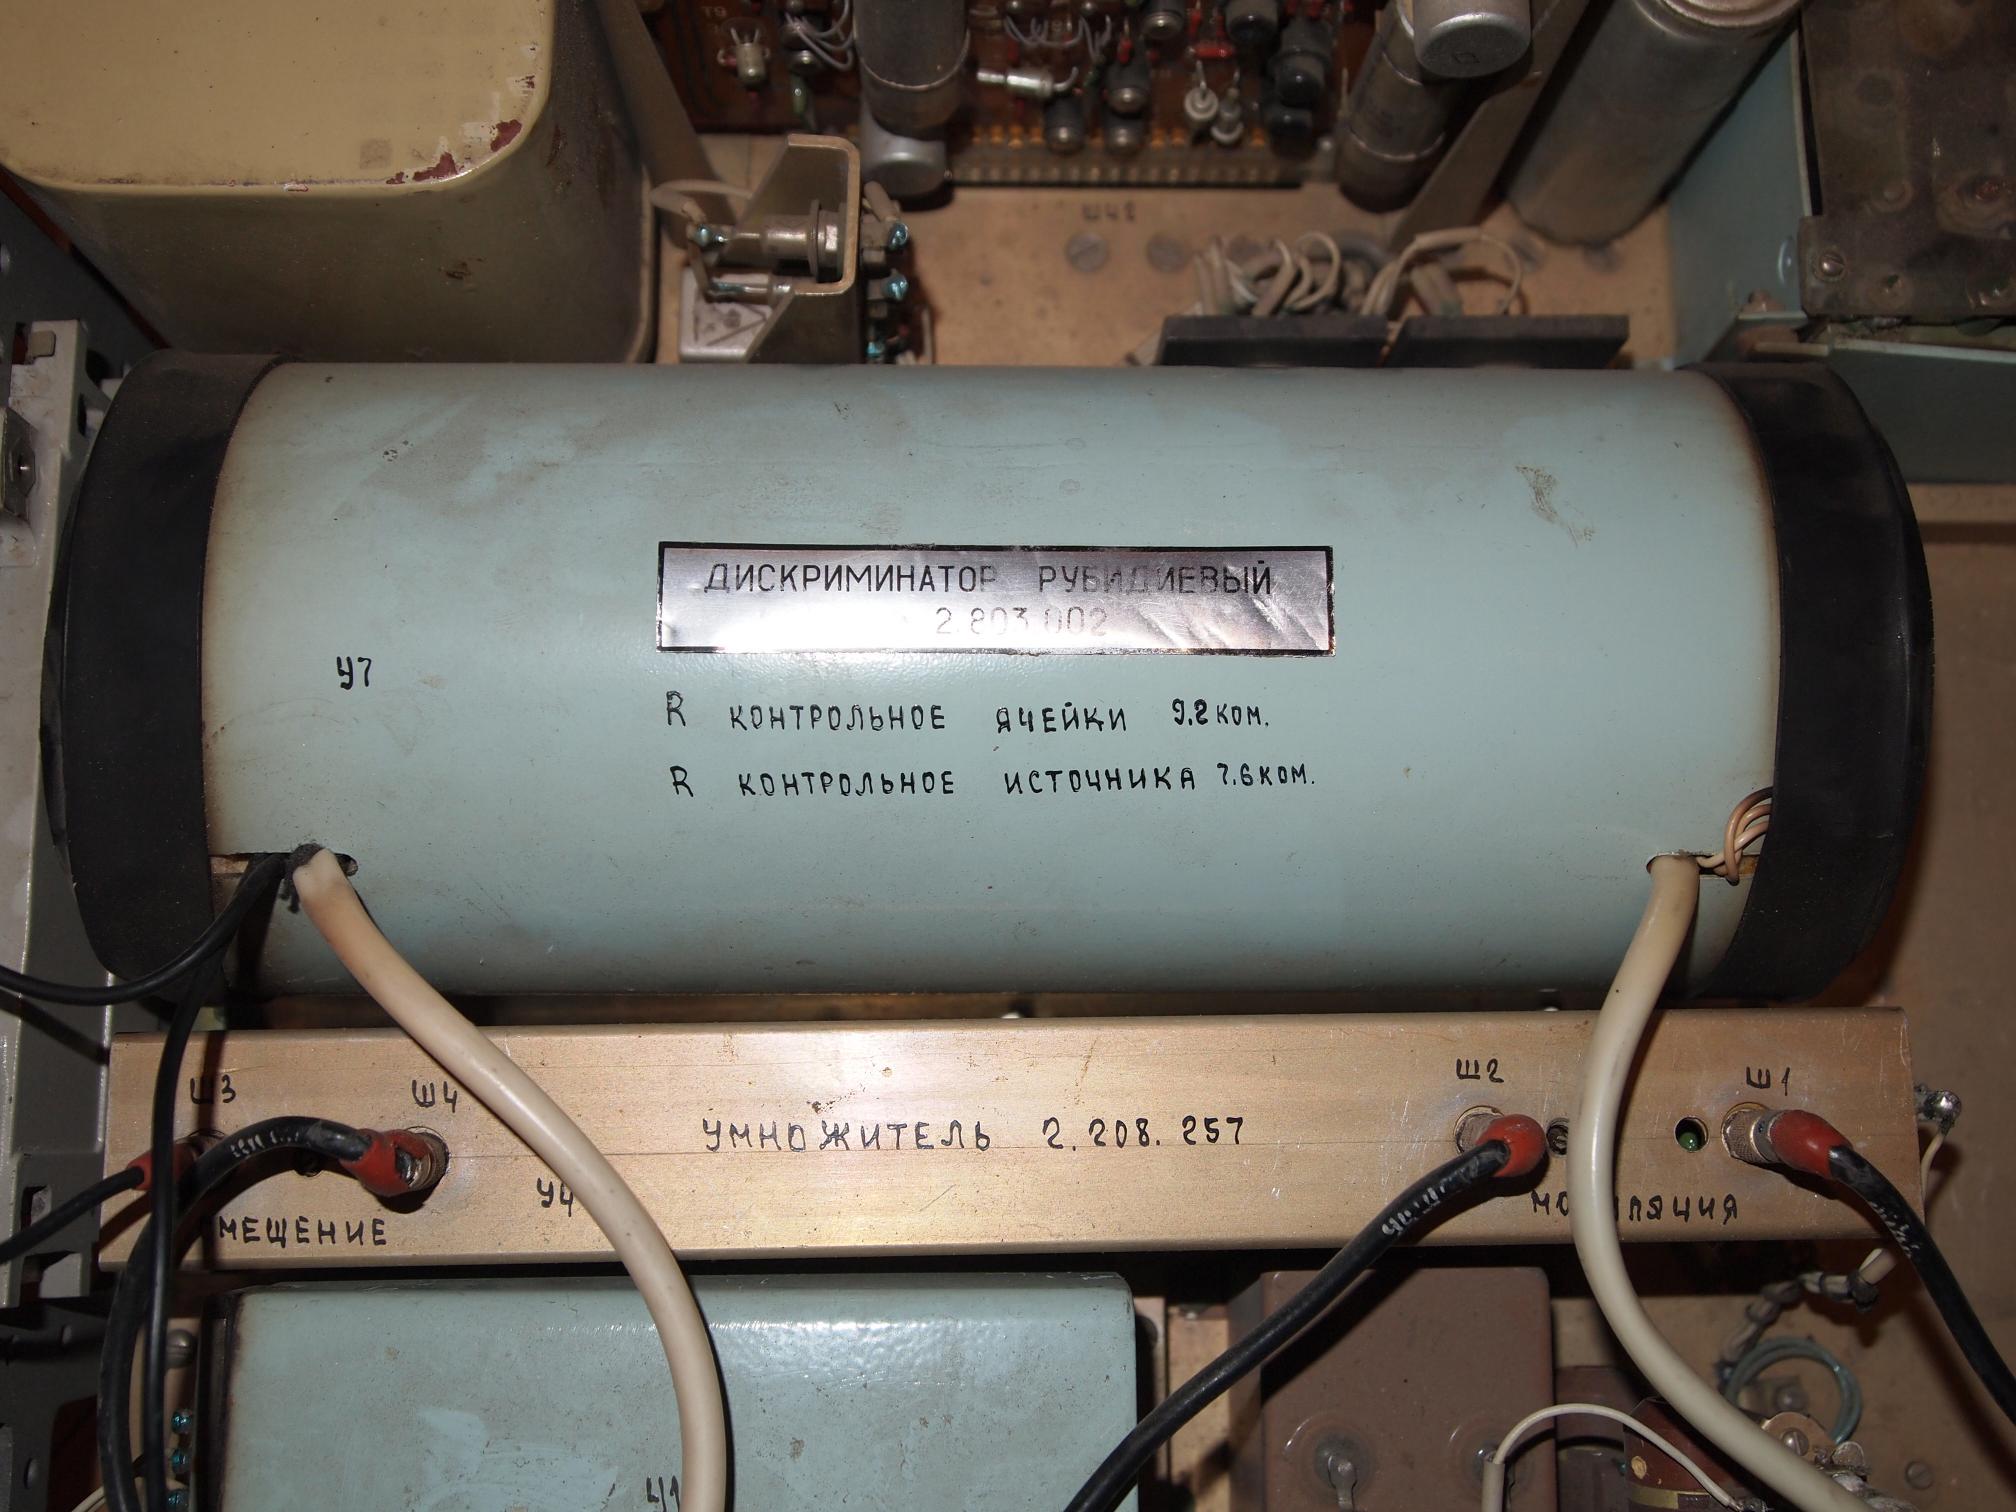 Т9
ДИСКРИМИНАТОР РУБИДИЕВЫЙ
2.803.002
У7
R КОНТРОЛЬНОЕ ЯЧЕЙКИ 9.2 КОМ.
R КОНТРОЛЬНОЕ ИСТОЧНИКА 7.6 КОМ.
Ш3 Ш4 Ш2 Ш1
УМНОЖИТЕЛЬ 2.208.257
У4
МЕЩЕНИЕ